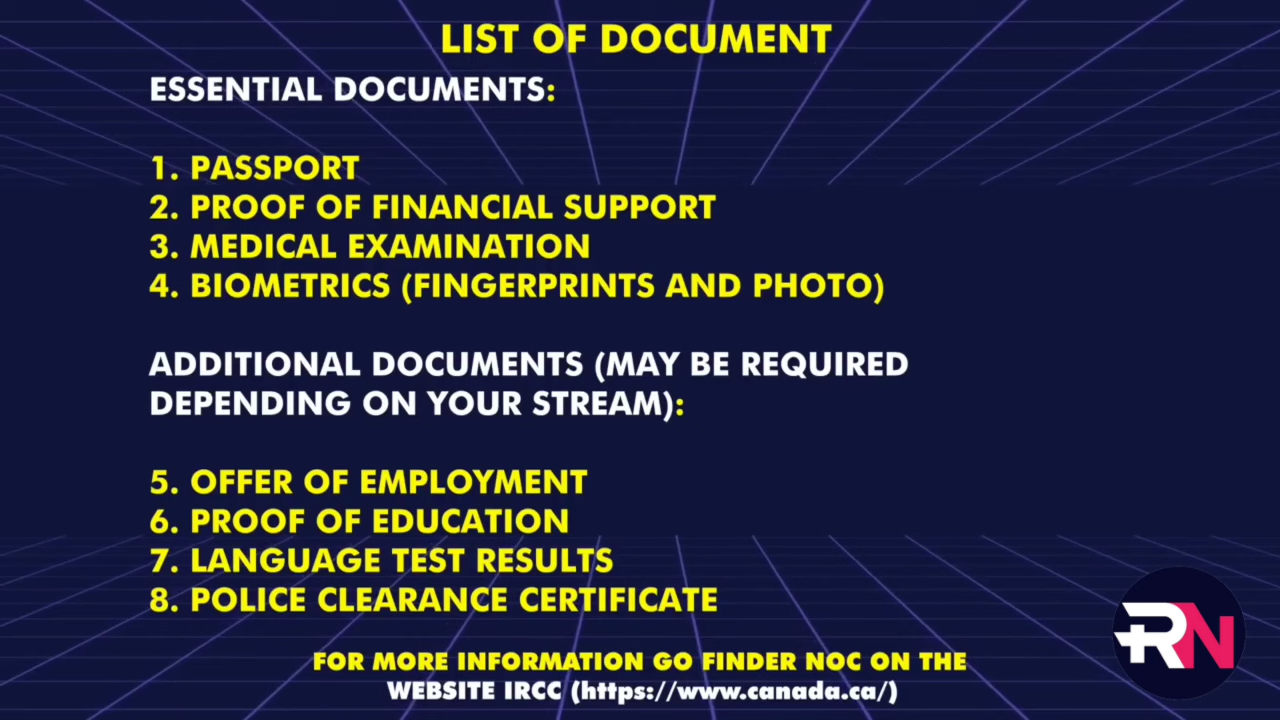 LIST OF DOCUMENT
ESSENTIAL DOCUMENTS:
1. PASSPORT
2. PROOF OF FINANCIAL SUPPORT
3. MEDICAL EXAMINATION
4. BIOMETRICS (FINGERPRINTS AND PHOTO)
ADDITIONAL DOCUMENTS (MAY BE REQUIRED
DEPENDING ON YOUR STREAM):
5. OFFER OF EMPLOYMENT
6. PROOF OF EDUCATION
7. LANGUAGE TEST RESULTS
8. POLICE CLEARANCE CERTIFICATE
FOR MORE INFORMATION GO FINDER NOC ON THE
WEBSITE IRCC (https://www.canada.ca/)
RN